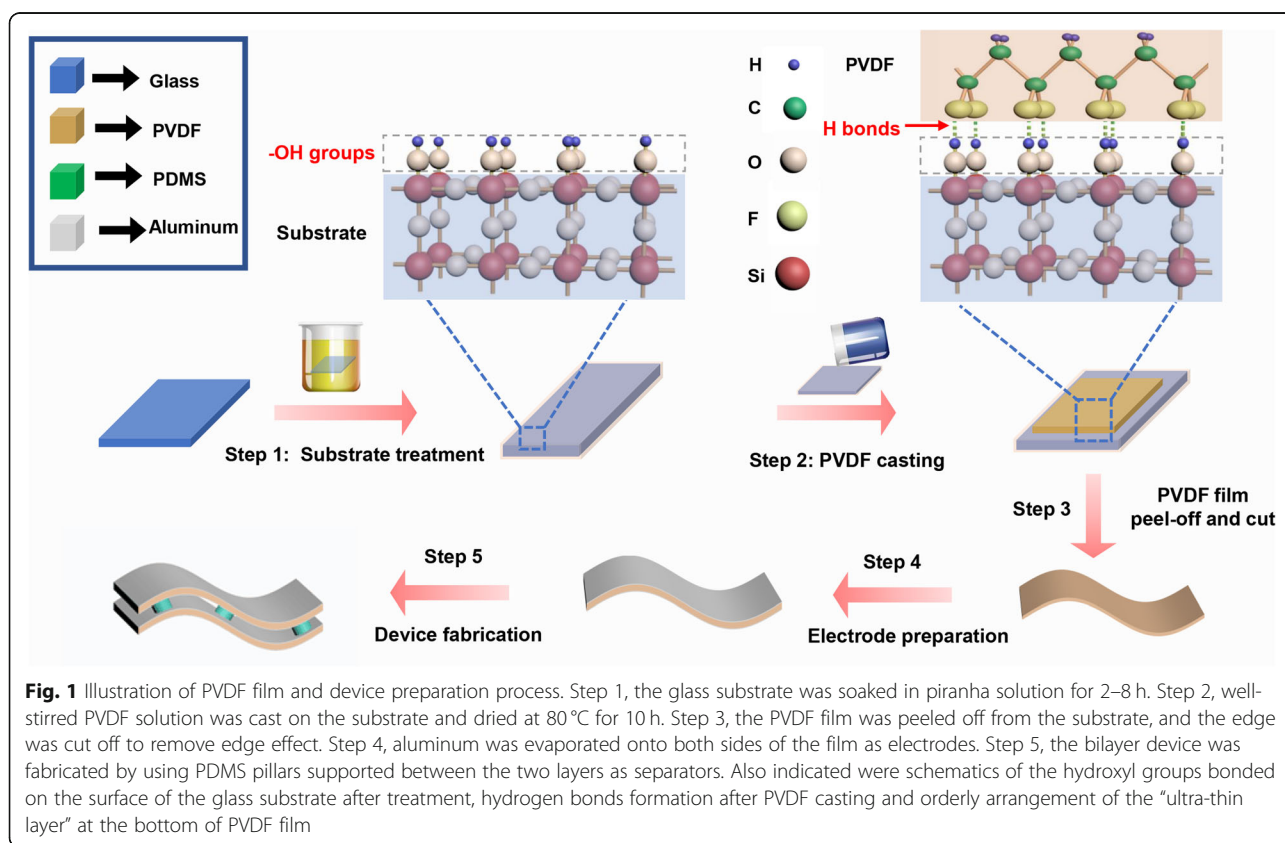 Glass
PVDF
PDMS
Aluminum
-OH groups
Substrate
H
C
O
F
Si
PVDF
H bonds
Step 1: Substrate treatment
Step 2: PVDF casting
Step 3
PVDF film
peel-off and cut
Step 4
Electrode preparation
Step 5
Device fabrication
Fig. 1 Illustration of PVDF film and device preparation process. Step 1, the glass substrate was soaked in piranha solution for 2–8 h. Step 2, well-
stirred PVDF solution was cast on the substrate and dried at 80 °C for 10 h. Step 3, the PVDF film was peeled off from the substrate, and the edge
was cut off to remove edge effect. Step 4, aluminum was evaporated onto both sides of the film as electrodes. Step 5, the bilayer device was
fabricated by using PDMS pillars supported between the two layers as separators. Also indicated were schematics of the hydroxyl groups bonded
on the surface of the glass substrate after treatment, hydrogen bonds formation after PVDF casting and orderly arrangement of the “ultra-thin
layer” at the bottom of PVDF film